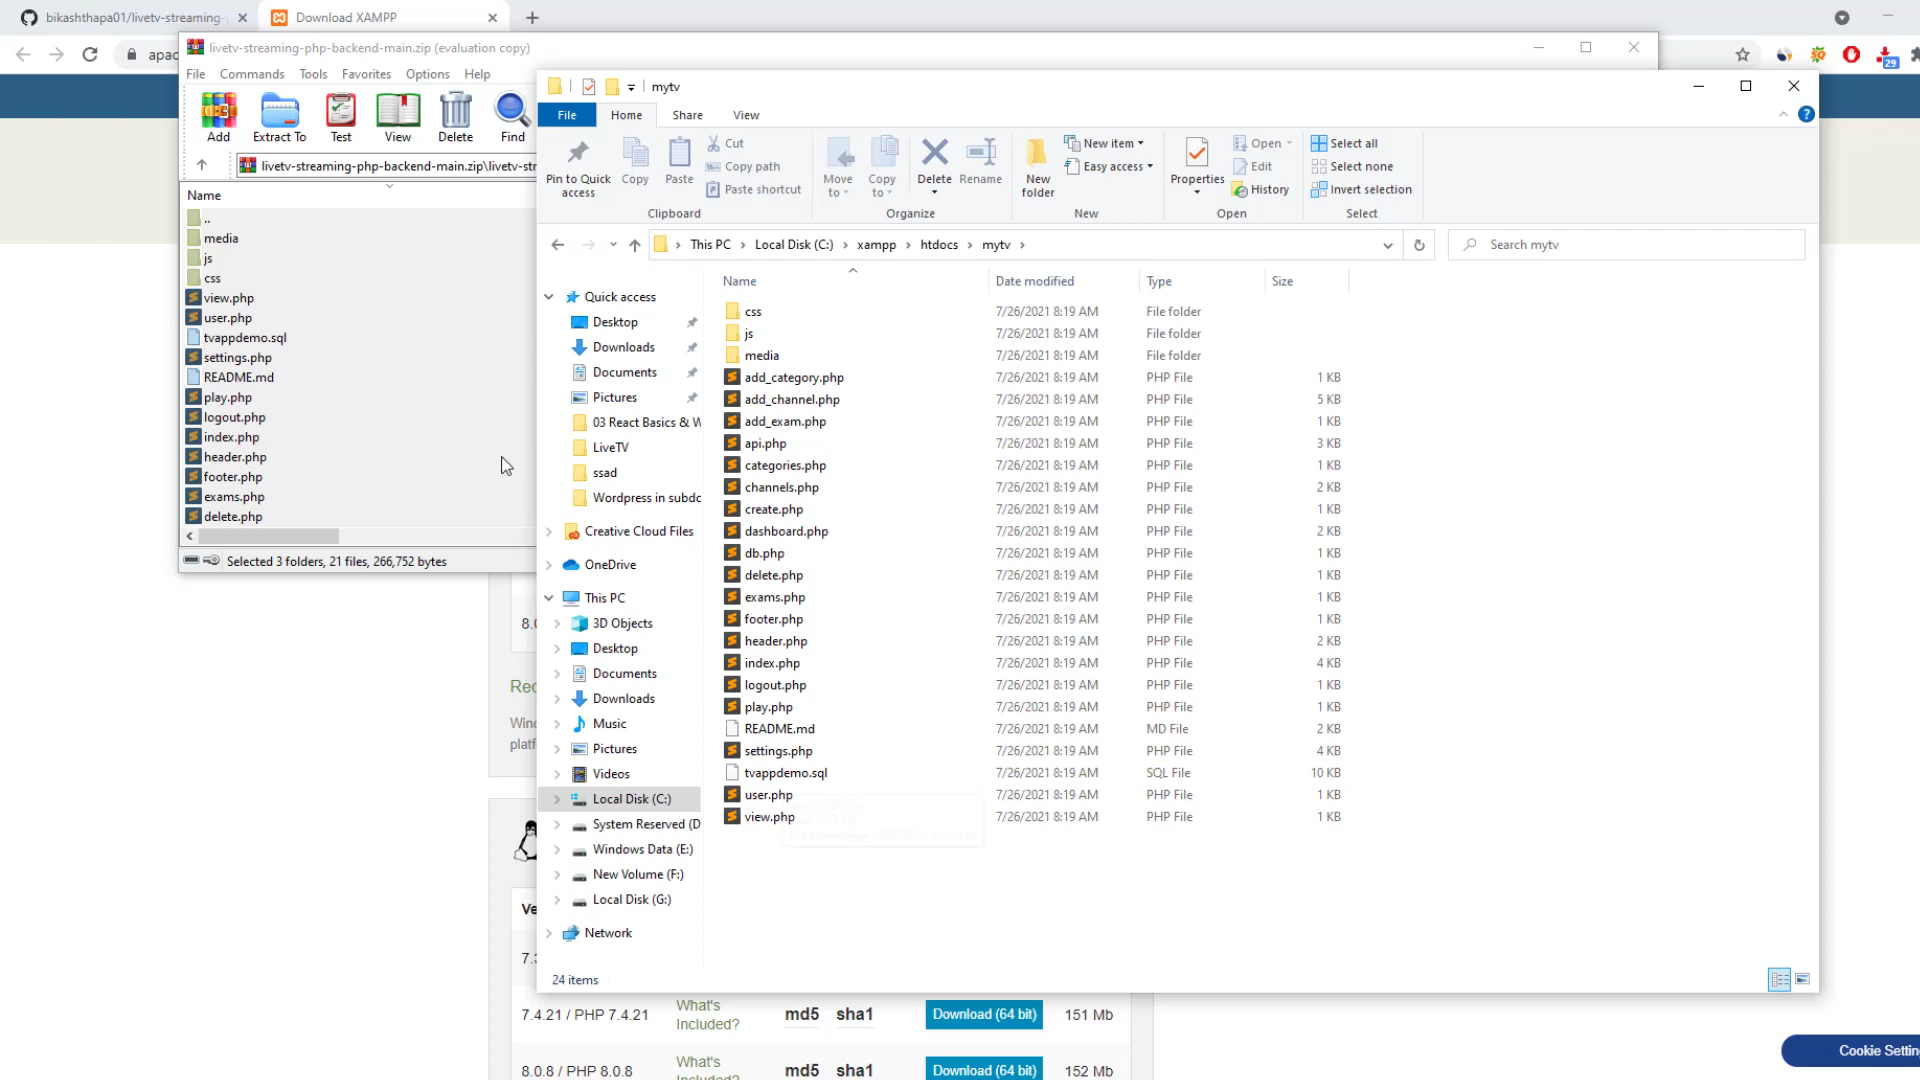 bikashthapa01/livetv-streaming-
Download XAMPP
apac
livetv-streaming-php-backend-main.zip (evaluation copy)
File Commands Tools Favorites Options Help
Add Extract To Test View Delete Find
livetv-streaming-php-backend-main.zip\livetv-str
Name
..
media
js
css
view.php
user.php
tvappdemo.sql
settings.php
README.md
play.php
logout.php
index.php
header.php
footer.php
exams.php
delete.php
Selected 3 folders, 21 files, 266,752 bytes
29
mytv
File Home Share View
Pin to Quick access
Copy
Paste
Cut
Copy path
Paste shortcut
Clipboard
Move to
Copy to
Delete
Rename
Organize
New folder
New item
Easy access
New
Properties
Open
Edit
History
Open
Select all
Select none
Invert selection
Select
This PC > Local Disk (C:) > xampp > htdocs > mytv >
Search mytv
Quick access
Desktop
Downloads
Documents
Pictures
03 React Basics & W
LiveTV
ssad
Wordpress in subdo
Creative Cloud Files
OneDrive
This PC
3D Objects
Desktop
Documents
Downloads
Music
Pictures
Videos
Local Disk (C:)
System Reserved (D
Windows Data (E:)
New Volume (F:)
Local Disk (G:)
Network
Name Date modified Type Size
css 7/26/2021 8:19 AM File folder
js 7/26/2021 8:19 AM File folder
media 7/26/2021 8:19 AM File folder
add_category.php 7/26/2021 8:19 AM PHP File 1 KB
add_channel.php 7/26/2021 8:19 AM PHP File 5 KB
add_exam.php 7/26/2021 8:19 AM PHP File 1 KB
api.php 7/26/2021 8:19 AM PHP File 3 KB
categories.php 7/26/2021 8:19 AM PHP File 1 KB
channels.php 7/26/2021 8:19 AM PHP File 2 KB
create.php 7/26/2021 8:19 AM PHP File 1 KB
dashboard.php 7/26/2021 8:19 AM PHP File 2 KB
db.php 7/26/2021 8:19 AM PHP File 1 KB
delete.php 7/26/2021 8:19 AM PHP File 1 KB
exams.php 7/26/2021 8:19 AM PHP File 1 KB
footer.php 7/26/2021 8:19 AM PHP File 1 KB
header.php 7/26/2021 8:19 AM PHP File 2 KB
index.php 7/26/2021 8:19 AM PHP File 4 KB
logout.php 7/26/2021 8:19 AM PHP File 1 KB
play.php 7/26/2021 8:19 AM PHP File 1 KB
README.md 7/26/2021 8:19 AM MD File 2 KB
settings.php 7/26/2021 8:19 AM PHP File 4 KB
tvappdemo.sql 7/26/2021 8:19 AM SQL File 10 KB
user.php 7/26/2021 8:19 AM PHP File 1 KB
view.php 7/26/2021 8:19 AM PHP File 1 KB
24 items
8.0
Rec
Wind
platf
Ve
7.3
7.4.21 / PHP 7.4.21 What's Included? md5 sha1 Download (64 bit) 151 Mb
8.0.8 / PHP 8.0.8 What's Included? md5 sha1 Download (64 bit) 152 Mb
Cookie Settin